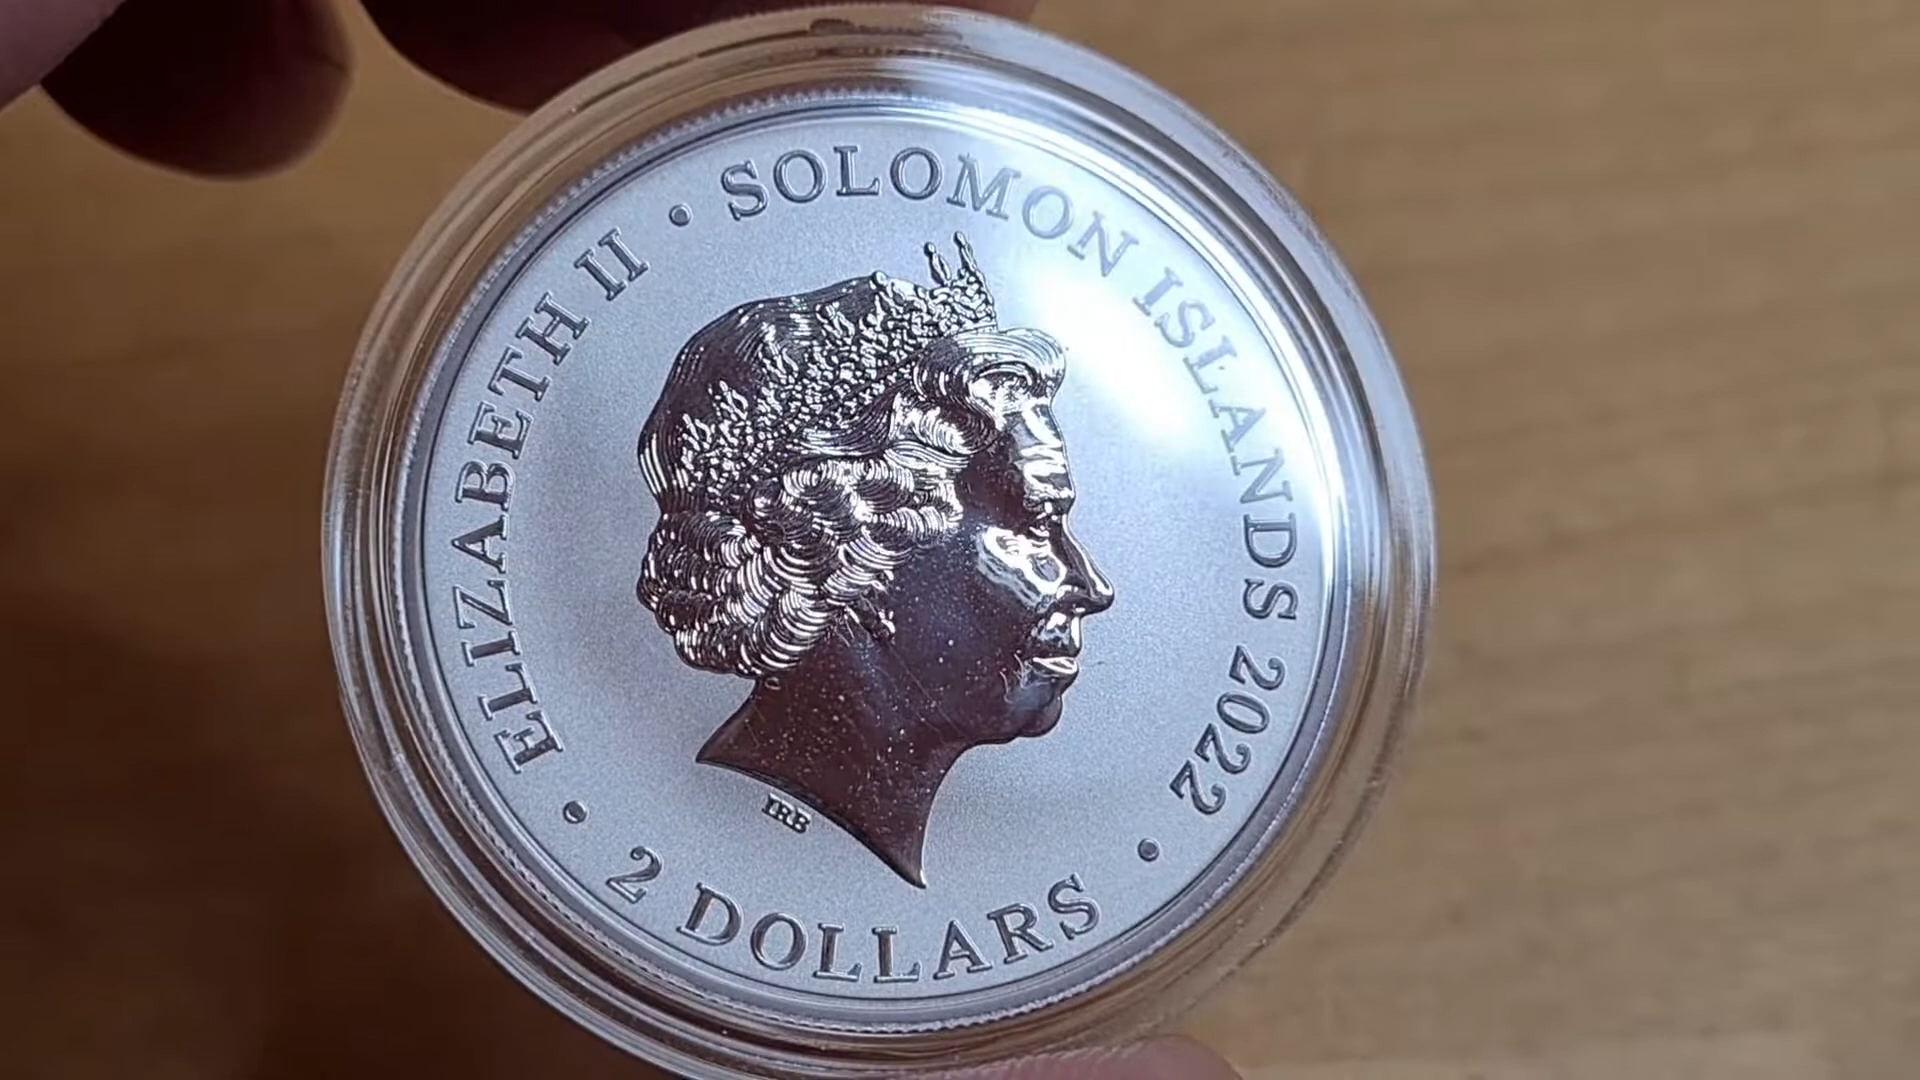 ELIZABETH II • SOLOMON ISLANDS 2022 •
2 DOLLARS •
IRB